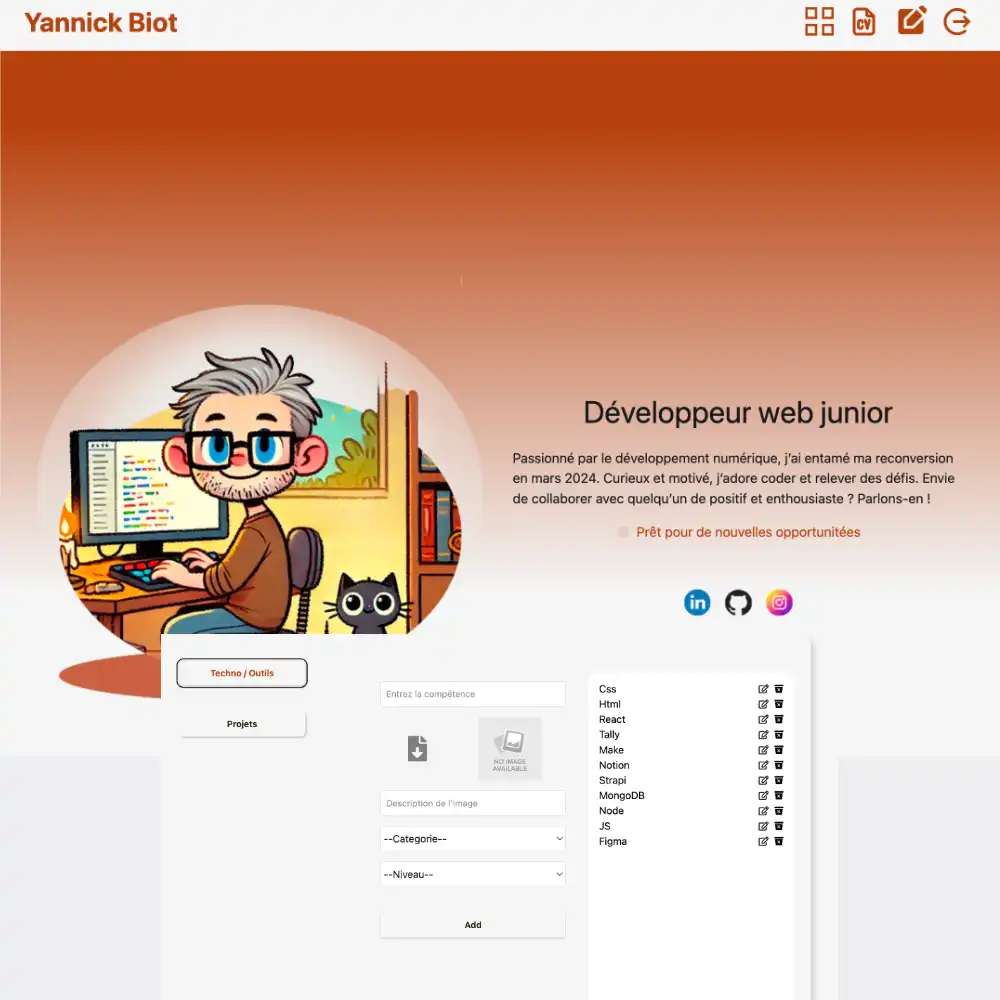 Yannick Biot
CV
Développeur web junior
Passionné par le développement numérique, j'ai entamé ma reconversion
en mars 2024. Curieux et motivé, j'adore coder et relever des défis. Envie
de collaborer avec quelqu'un de positif et enthousiaste ? Parlons-en !
Prêt pour de nouvelles opportunitées
in
Techno / Outils
Projets
Entrez la compétence
NO IMAGE
AVAILABLE
Description de l'image
--Categorie--
--Niveau--
Add
Css
Html
React
Tally
Make
Notion
Strapi
MongoDB
Node
JS
Figma